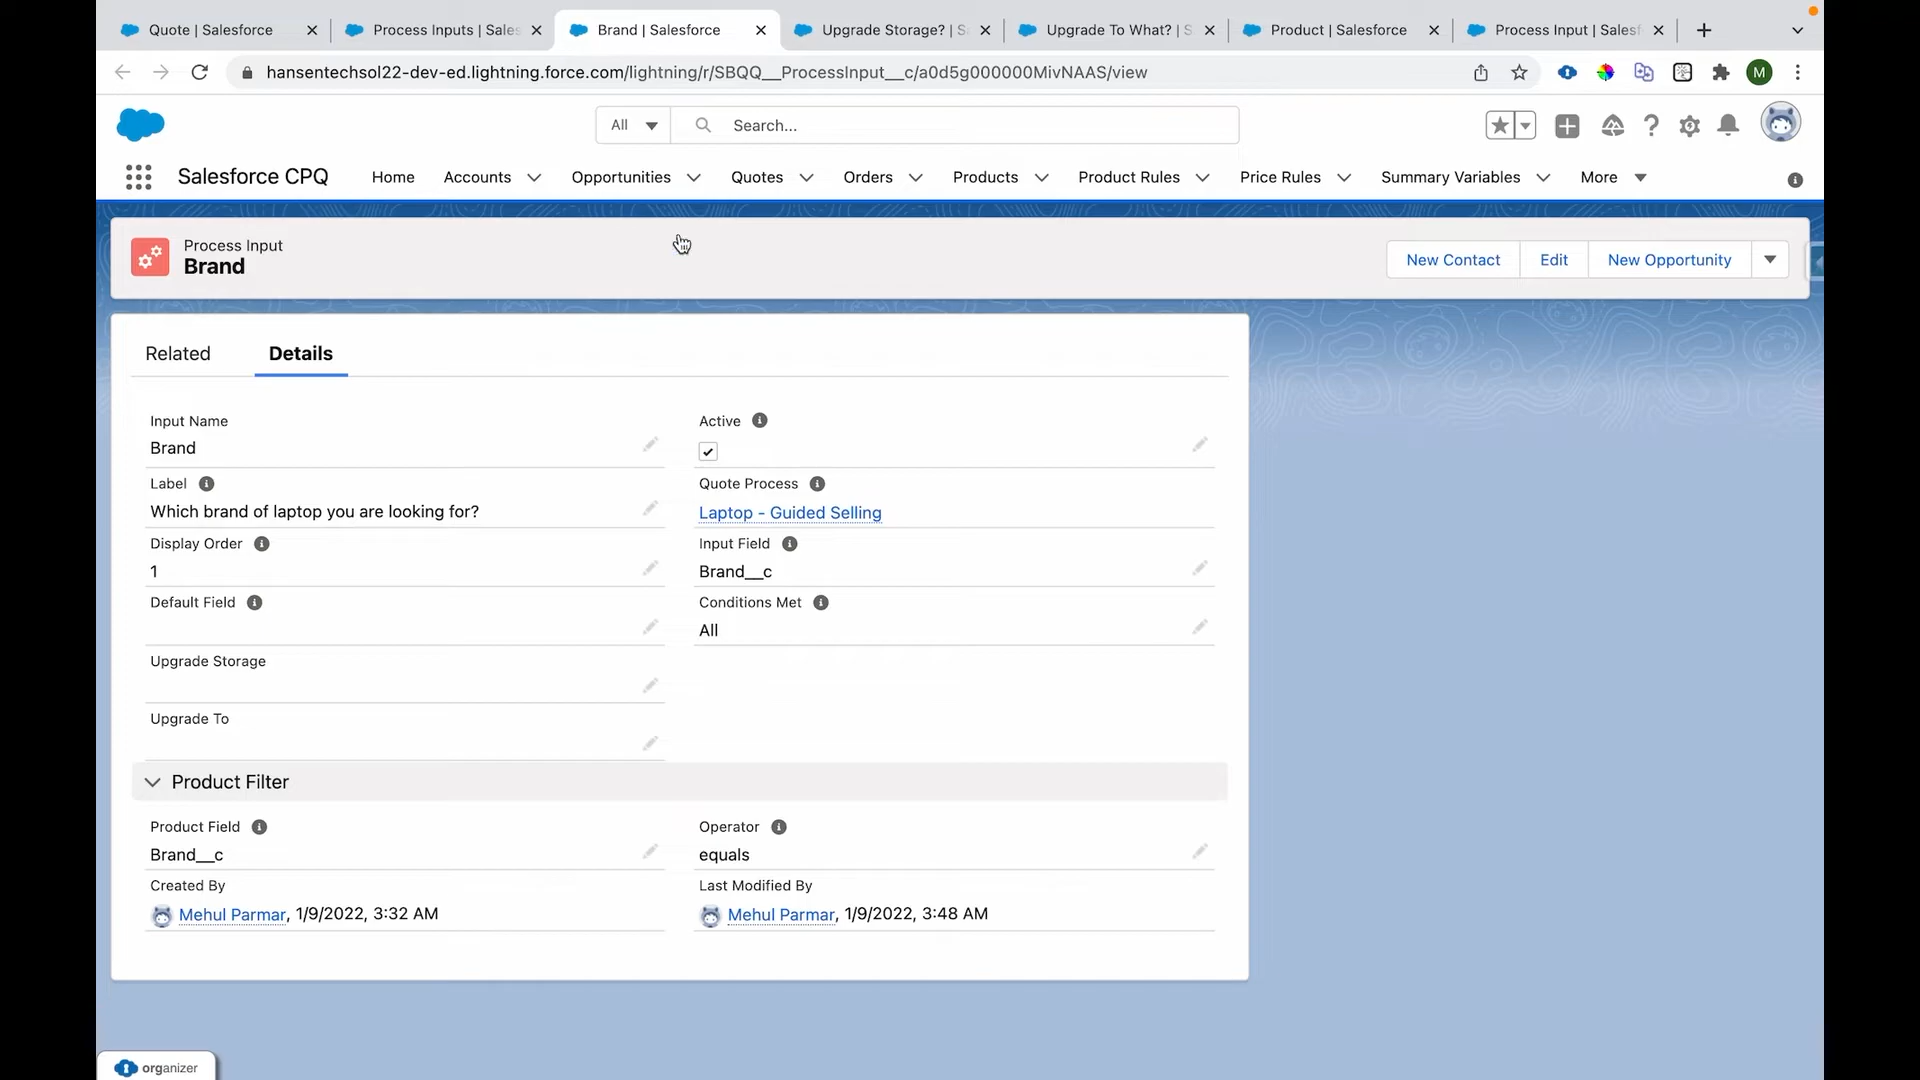 Quote | Salesforce
Process Inputs | Sales
Brand | Salesforce
Upgrade Storage? | S
Upgrade To What? | S
Product | Salesforce
Process Input | Salesf
hansentechsol22-dev-ed.lightning.force.com/lightning/r/SBQQ__ProcessInput__c/a0d5g000000MivNAAS/view
M
All
Search...
Salesforce CPQ
Home
Accounts
Opportunities
Quotes
Orders
Products
Product Rules
Price Rules
Summary Variables
More
Process Input
Brand
New Contact
Edit
New Opportunity
Related
Details
Input Name
Brand
Active
Label
Which brand of laptop you are looking for?
Quote Process
Laptop - Guided Selling
Display Order
1
Input Field
Brand__c
Default Field
Conditions Met
All
Upgrade Storage
Upgrade To
Product Filter
Product Field
Brand__c
Operator
equals
Created By
Mehul Parmar, 1/9/2022, 3:32 AM
Last Modified By
Mehul Parmar, 1/9/2022, 3:48 AM
organizer